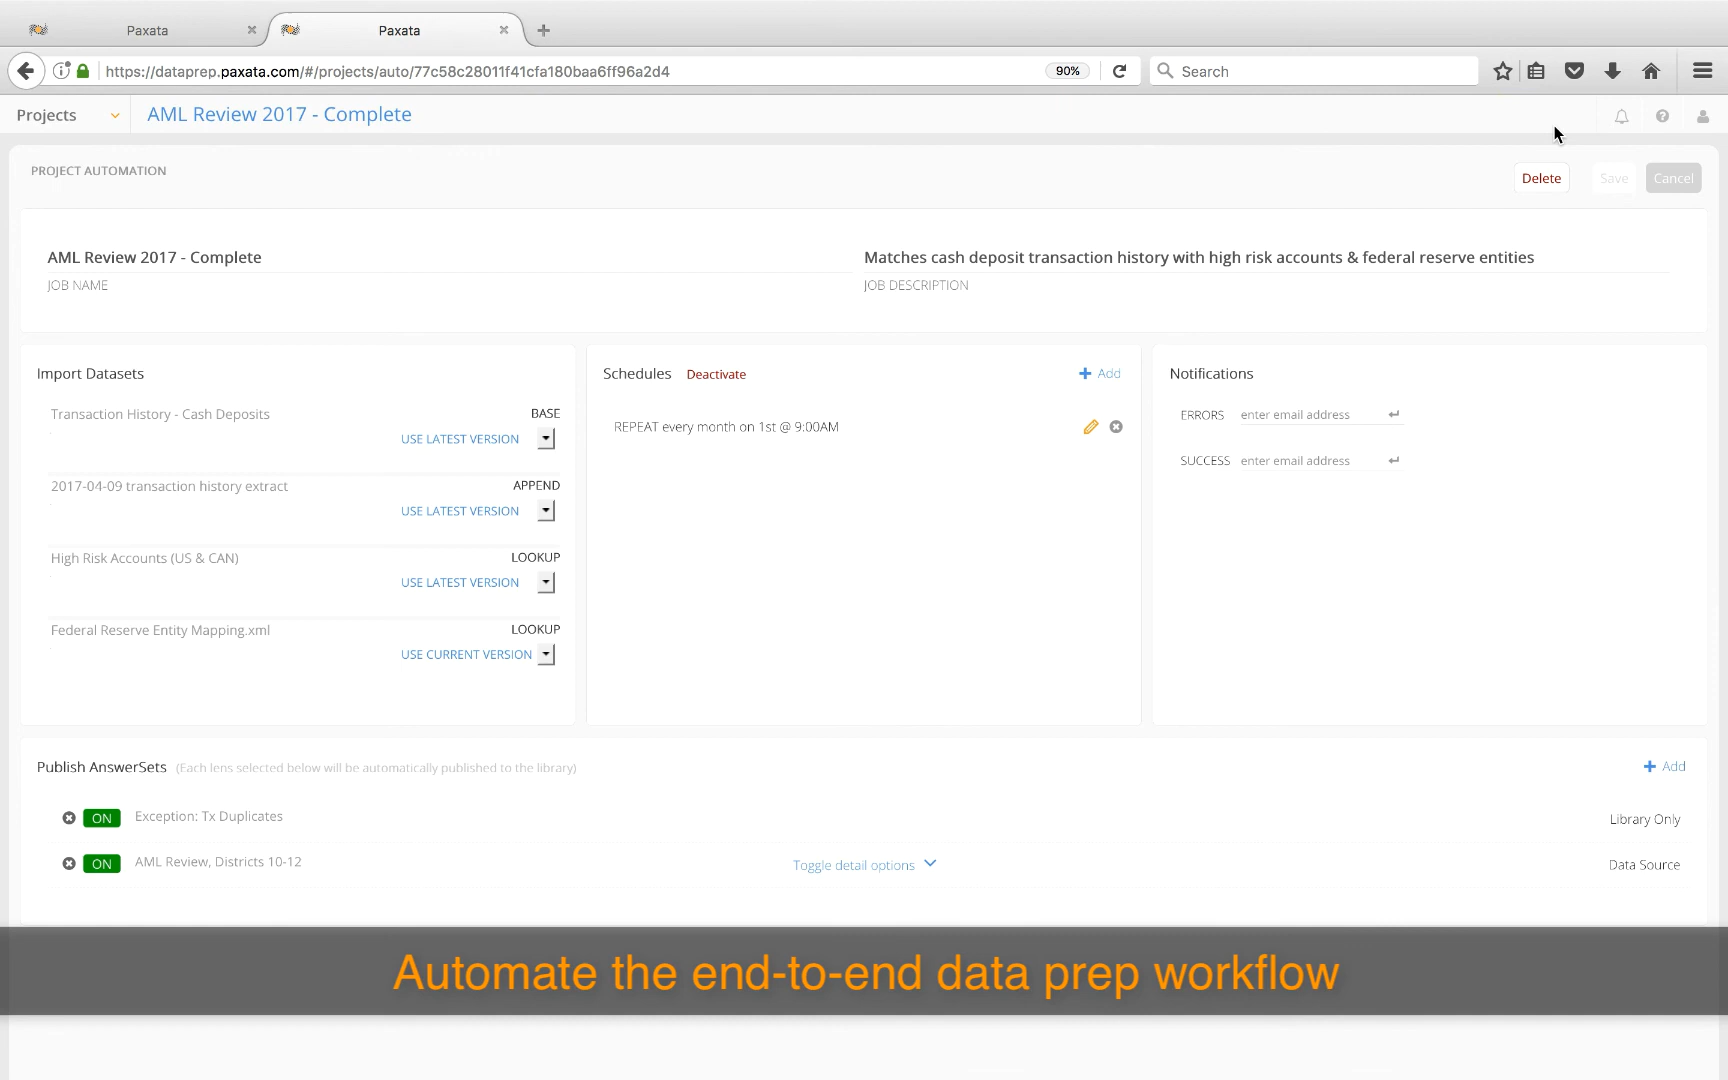 Paxata
Paxata
https://dataprep.paxata.com/#/projects/auto/77c58c28011f41cfa180baa6ff96a2d4
90%
Search
Projects
AML Review 2017 - Complete
PROJECT AUTOMATION
Delete
Save
Cancel
AML Review 2017 - Complete
JOB NAME
Matches cash deposit transaction history with high risk accounts & federal reserve entities
JOB DESCRIPTION
Import Datasets
Transaction History - Cash Deposits
BASE
USE LATEST VERSION
2017-04-09 transaction history extract
APPEND
USE LATEST VERSION
High Risk Accounts (US & CAN)
LOOKUP
USE LATEST VERSION
Federal Reserve Entity Mapping.xml
LOOKUP
USE CURRENT VERSION
Schedules Deactivate
Add
REPEAT every month on 1st @ 9:00AM
Notifications
ERRORS enter email address
SUCCESS enter email address
Publish AnswerSets (Each lens selected below will be automatically published to the library)
Add
ON Exception: Tx Duplicates
Library Only
ON AML Review, Districts 10-12
Toggle detail options
Data Source
Automate the end-to-end data prep workflow